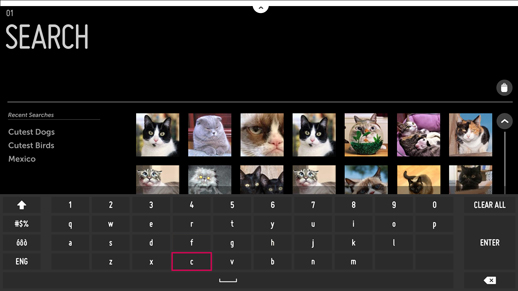 01
SEARCH
Recent Searches
Cutest Dogs
Cutest Birds
Mexico
1 2 3 4 5 6 7 8 9 0 CLEAR ALL
#$% q w e r t y u i o p
óôò a s d f g h j k l ENTER
ENG z x c v b n m